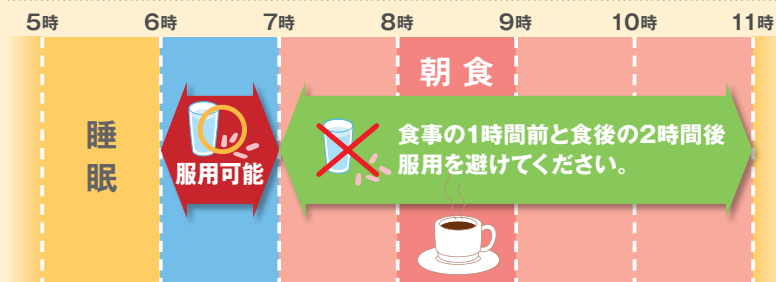 5時 6時 7時 8時 9時 10時 11時
朝食
睡眠
服用可能
食事の1時間前と食後の2時間後
服用を避けてください。